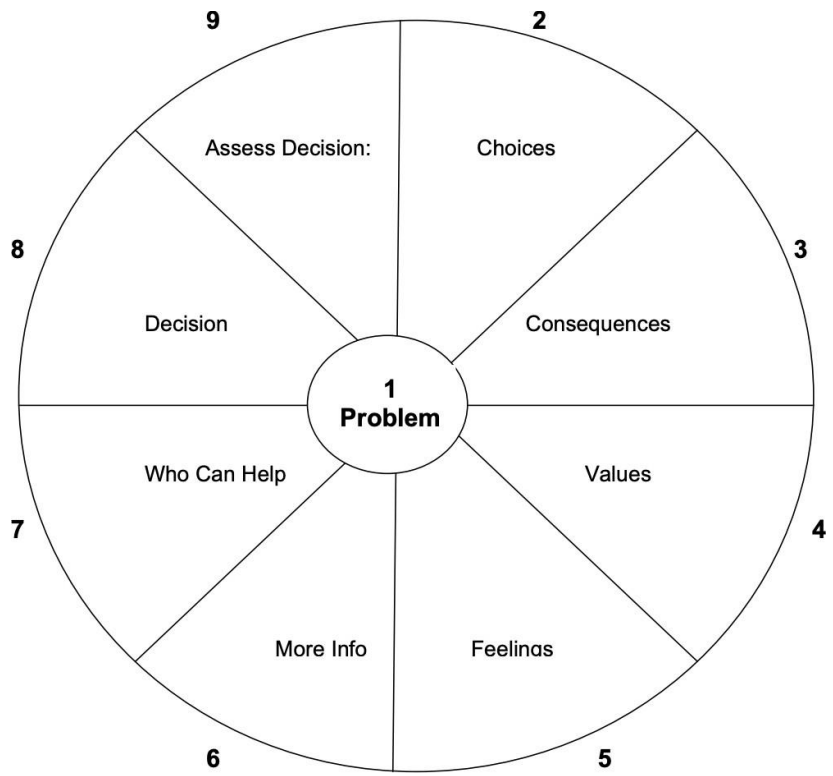 9
2
Assess Decision:
Choices
8
3
Decision
Consequences
1
Problem
Who Can Help
Values
7
4
More Info
Feelings
6
5